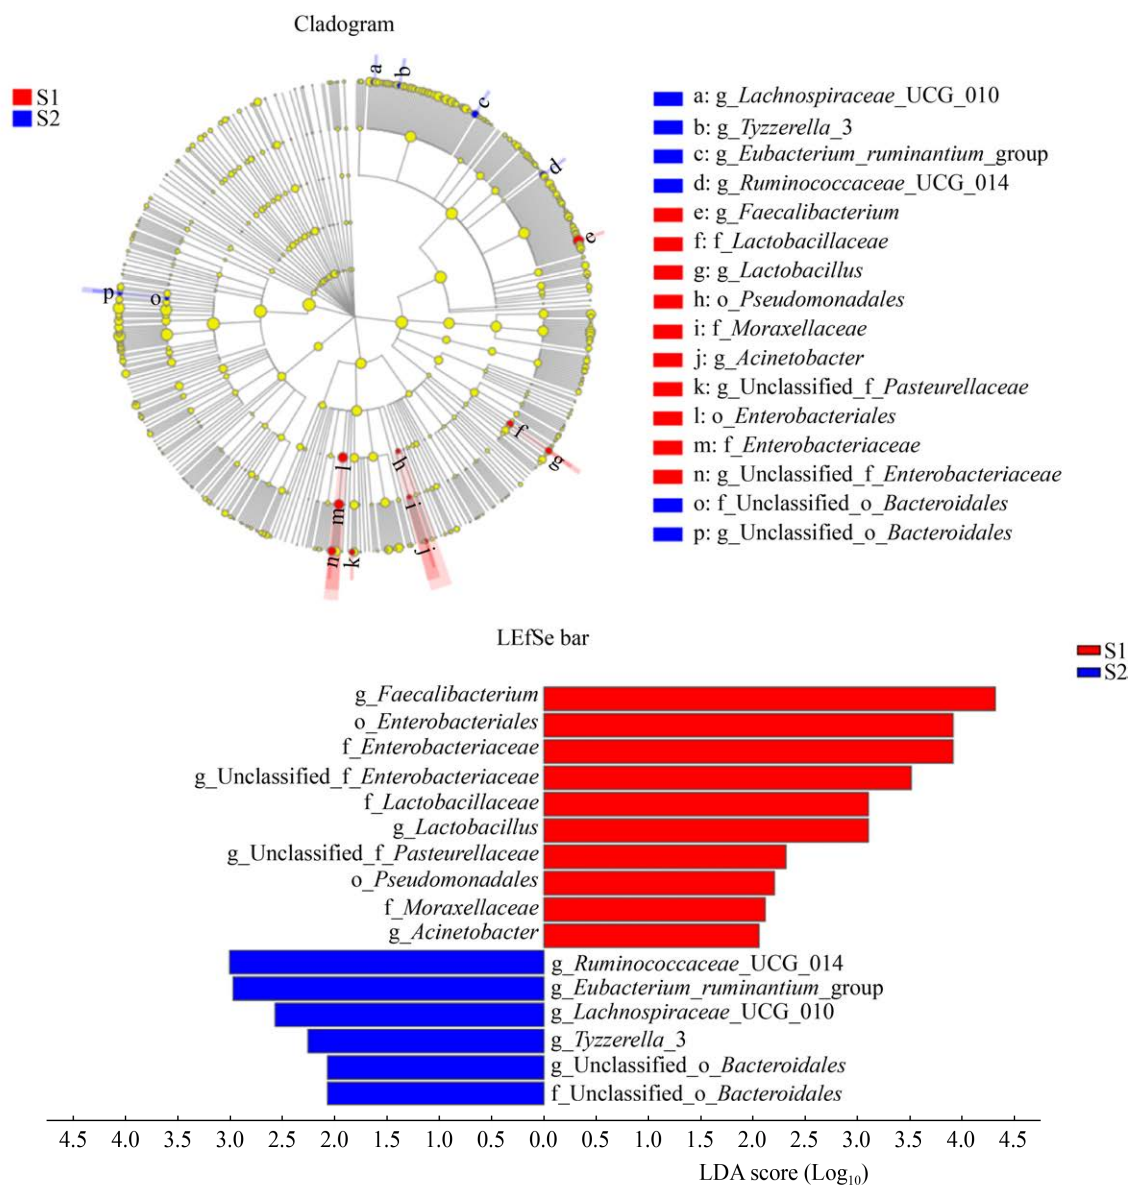 Cladogram
S1
S2
a
b
c
d
e
f
g
h
i
j
k
l
m
n
o
p
a: g_Lachnospiraceae_UCG_010
b: g_Tyzzerella_3
c: g_Eubacterium_ruminantium_group
d: g_Ruminococcaceae_UCG_014
e: g_Faecalibacterium
f: f_Lactobacillaceae
g: g_Lactobacillus
h: o_Pseudomonadales
i: f_Moraxellaceae
j: g_Acinetobacter
k: g_Unclassified_f_Pasteurellaceae
l: o_Enterobacteriales
m: f_Enterobacteriaceae
n: g_Unclassified_f_Enterobacteriaceae
o: f_Unclassified_o_Bacteroidales
p: g_Unclassified_o_Bacteroidales
LEfSe bar
S1
S2
g_Faecalibacterium
o_Enterobacteriales
f_Enterobacteriaceae
g_Unclassified_f_Enterobacteriaceae
f_Lactobacillaceae
g_Lactobacillus
g_Unclassified_f_Pasteurellaceae
o_Pseudomonadales
f_Moraxellaceae
g_Acinetobacter
g_Ruminococcaceae_UCG_014
g_Eubacterium_ruminantium_group
g_Lachnospiraceae_UCG_010
g_Tyzzerella_3
g_Unclassified_o_Bacteroidales
f_Unclassified_o_Bacteroidales
4.5 4.0 3.5 3.0 2.5 2.0 1.5 1.0 0.5 0.0 0.5 1.0 1.5 2.0 2.5 3.0 3.5 4.0 4.5
LDA score (Log10)